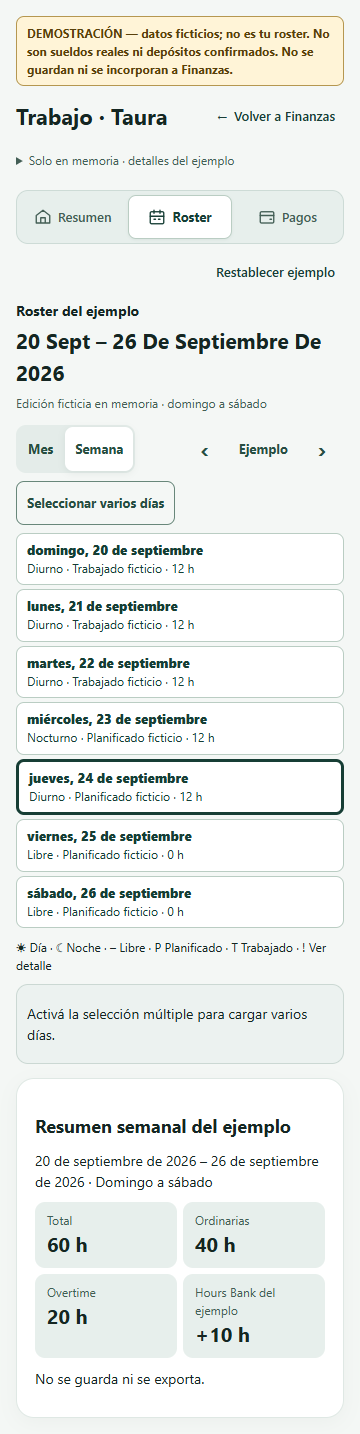 DEMOSTRACIÓN — datos ficticios; no es tu roster. No
son sueldos reales ni depósitos confirmados. No se
guardan ni se incorporan a Finanzas.
Trabajo · Taura
← Volver a Finanzas
▶ Solo en memoria · detalles del ejemplo
Resumen
Roster
Pagos
Restablecer ejemplo
Roster del ejemplo
20 Sept – 26 De Septiembre De
2026
Edición ficticia en memoria · domingo a sábado
Mes
Semana
‹
Ejemplo
›
Seleccionar varios días
domingo, 20 de septiembre
Diurno · Trabajado ficticio · 12 h
lunes, 21 de septiembre
Diurno · Trabajado ficticio · 12 h
martes, 22 de septiembre
Diurno · Trabajado ficticio · 12 h
miércoles, 23 de septiembre
Nocturno · Planificado ficticio · 12 h
jueves, 24 de septiembre
Diurno · Planificado ficticio · 12 h
viernes, 25 de septiembre
Libre · Planificado ficticio · 0 h
sábado, 26 de septiembre
Libre · Planificado ficticio · 0 h
☀ Día · ☾ Noche · – Libre · P Planificado · T Trabajado · ! Ver
detalle
Activá la selección múltiple para cargar varios
días.
Resumen semanal del ejemplo
20 de septiembre de 2026 – 26 de septiembre
de 2026 · Domingo a sábado
Total
60 h
Ordinarias
40 h
Overtime
20 h
Hours Bank del
ejemplo
+10 h
No se guarda ni se exporta.